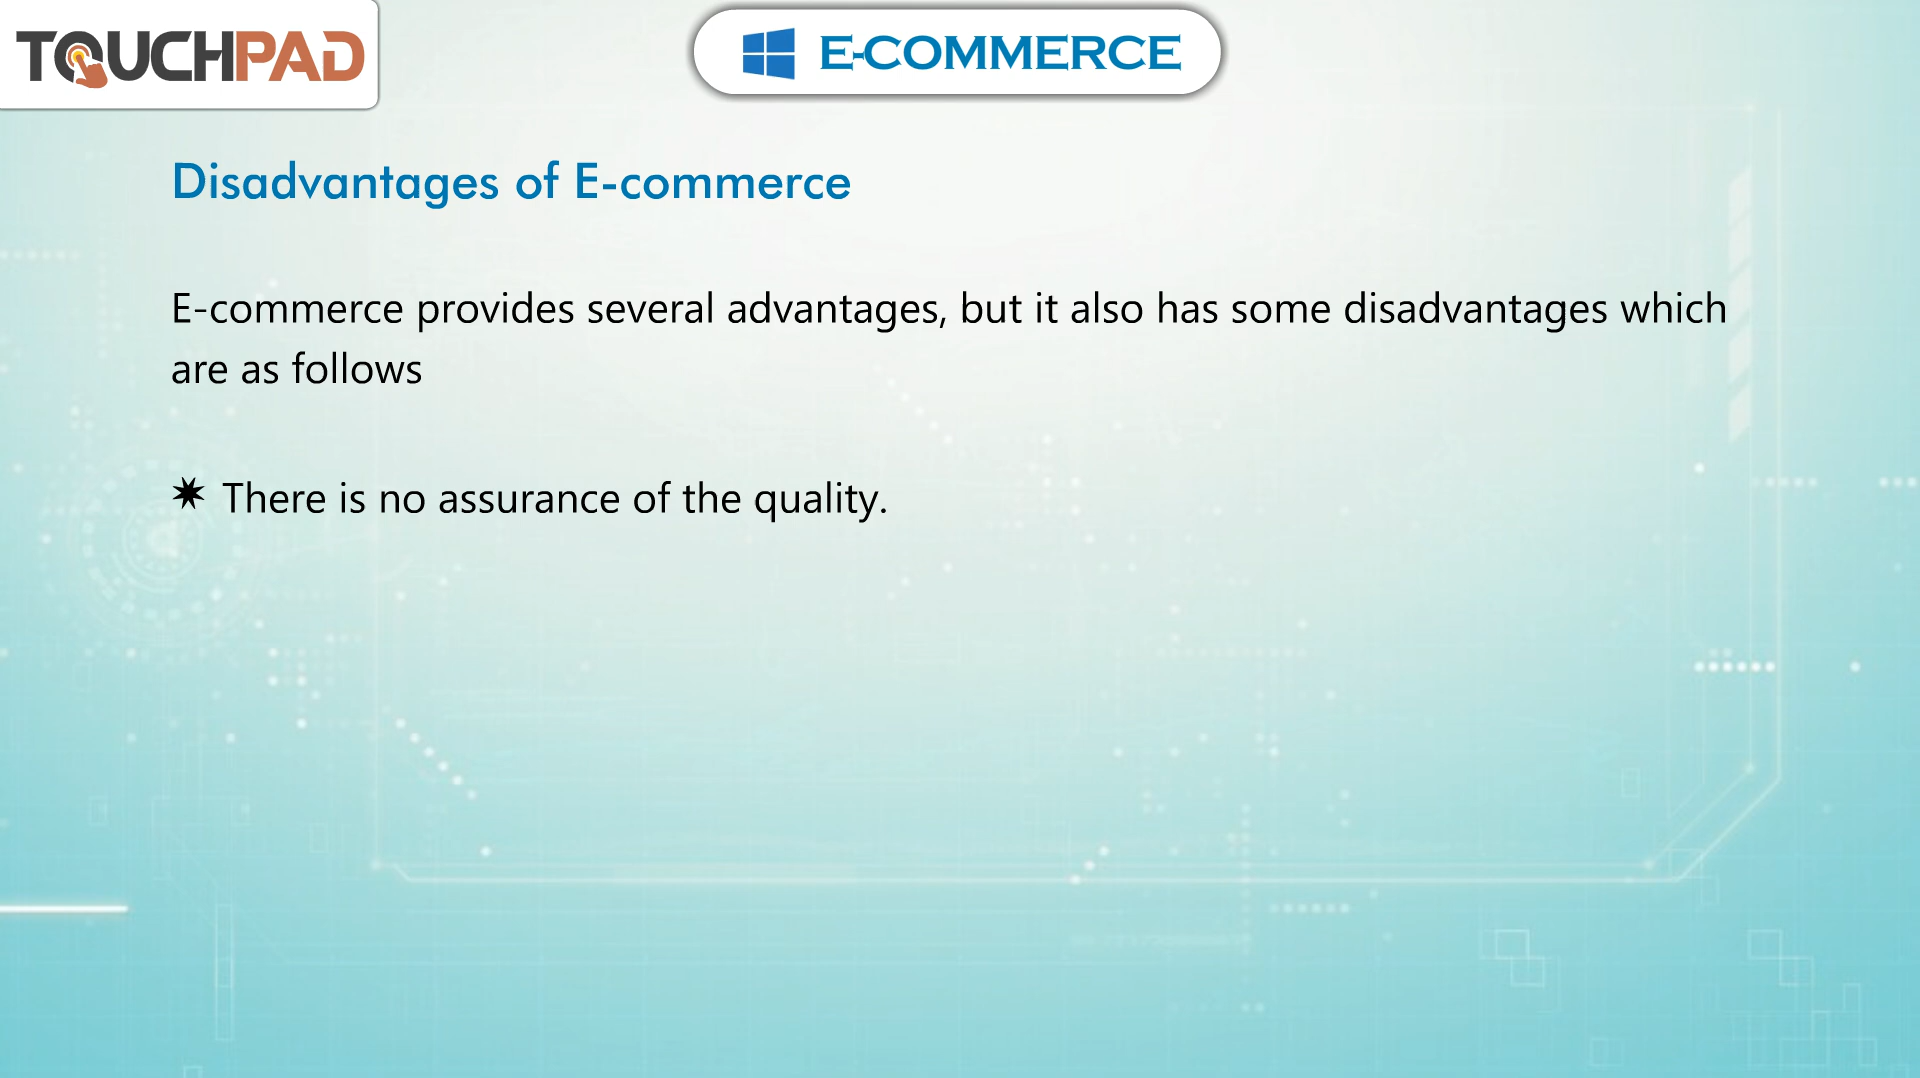 TOUCHPAD
E-COMMERCE
Disadvantages of E-commerce
E-commerce provides several advantages, but it also has some disadvantages which
are as follows
✷ There is no assurance of the quality.